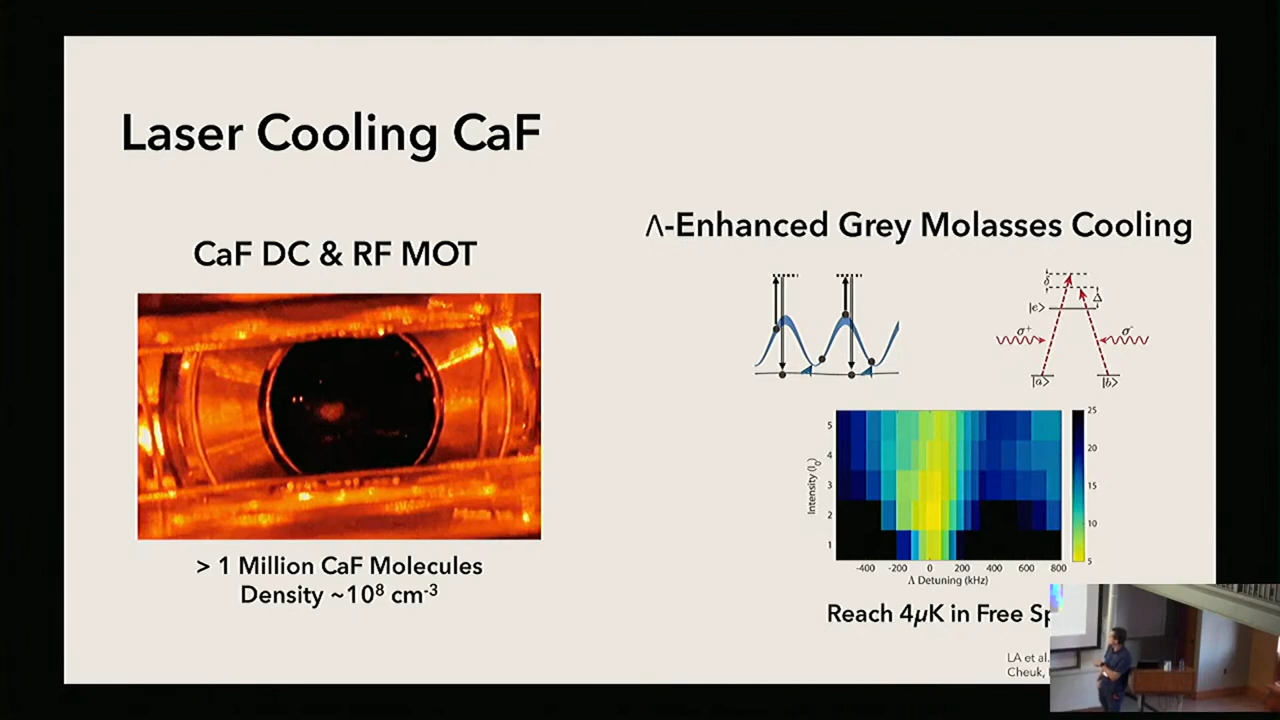 Laser Cooling CaF
Λ-Enhanced Grey Molasses Cooling
CaF DC & RF MOT
> 1 Million CaF Molecules
Density ~10⁸ cm⁻³
δ
Δ
|e>
σ⁺
σ⁻
|a>
|b>
Intensity (I₀)
5
4
3
2
1
-400 -200 0 200 400 600 800
Λ Detuning (kHz)
25
20
15
10
5
Reach 4μK in Free
LA et al.
Cheuk,